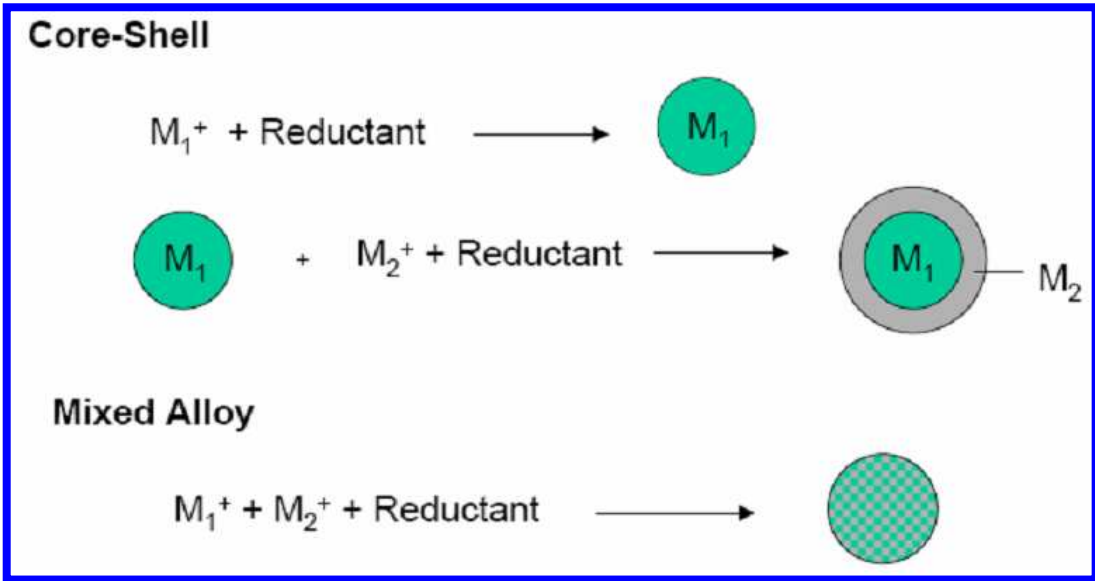 Core-Shell
M₁⁺ + Reductant
M₁
M₁ + M₂⁺ + Reductant
M₁
M₂
Mixed Alloy
M₁⁺ + M₂⁺ + Reductant